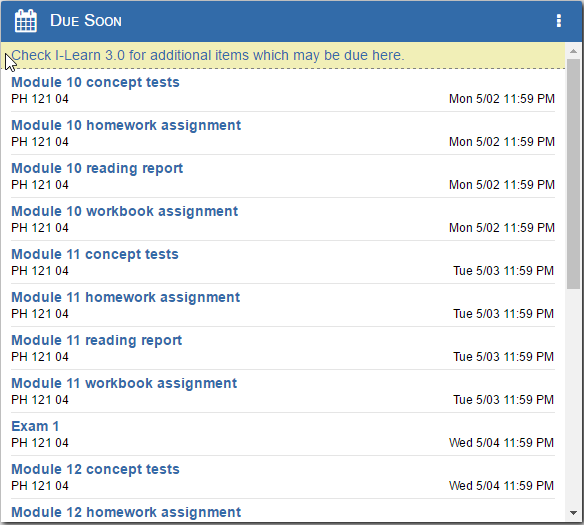 Due Soon
Check I-Learn 3.0 for additional items which may be due here.
Module 10 concept tests
PH 121 04 Mon 5/02 11:59 PM
Module 10 homework assignment
PH 121 04 Mon 5/02 11:59 PM
Module 10 reading report
PH 121 04 Mon 5/02 11:59 PM
Module 10 workbook assignment
PH 121 04 Mon 5/02 11:59 PM
Module 11 concept tests
PH 121 04 Tue 5/03 11:59 PM
Module 11 homework assignment
PH 121 04 Tue 5/03 11:59 PM
Module 11 reading report
PH 121 04 Tue 5/03 11:59 PM
Module 11 workbook assignment
PH 121 04 Tue 5/03 11:59 PM
Exam 1
PH 121 04 Wed 5/04 11:59 PM
Module 12 concept tests
PH 121 04 Wed 5/04 11:59 PM
Module 12 homework assignment